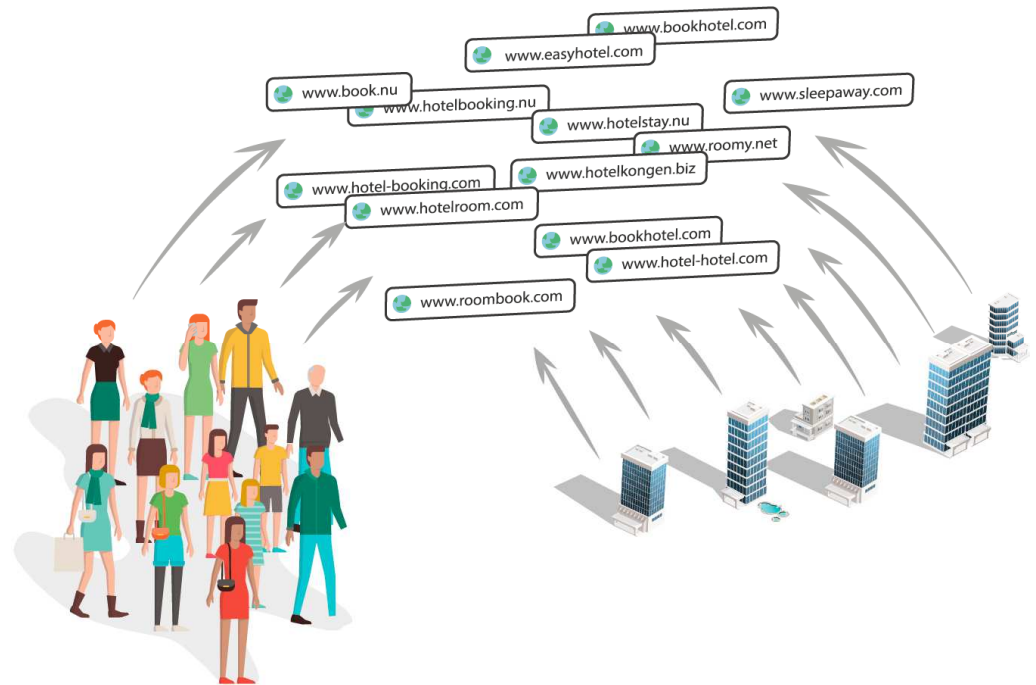 www.bookhotel.com
www.easyhotel.com
www.book.nu
www.hotelbooking.nu
www.sleepaway.com
www.hotelstay.nu
www.roomy.net
www.hotelkongen.biz
www.hotel-booking.com
www.hotelroom.com
www.bookhotel.com
www.hotel-hotel.com
www.roombook.com